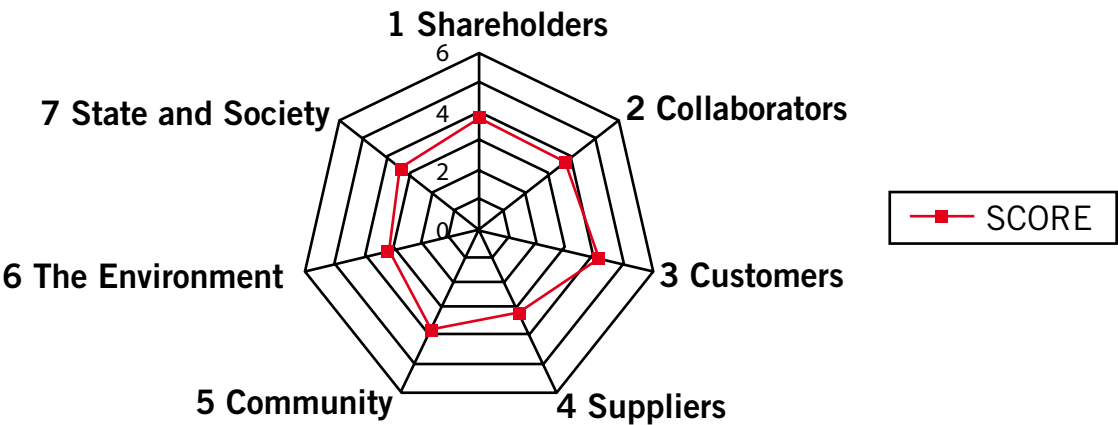 1 Shareholders
6
7 State and Society
4
2 Collaborators
2
SCORE
0
6 The Environment
3 Customers
5 Community
4 Suppliers